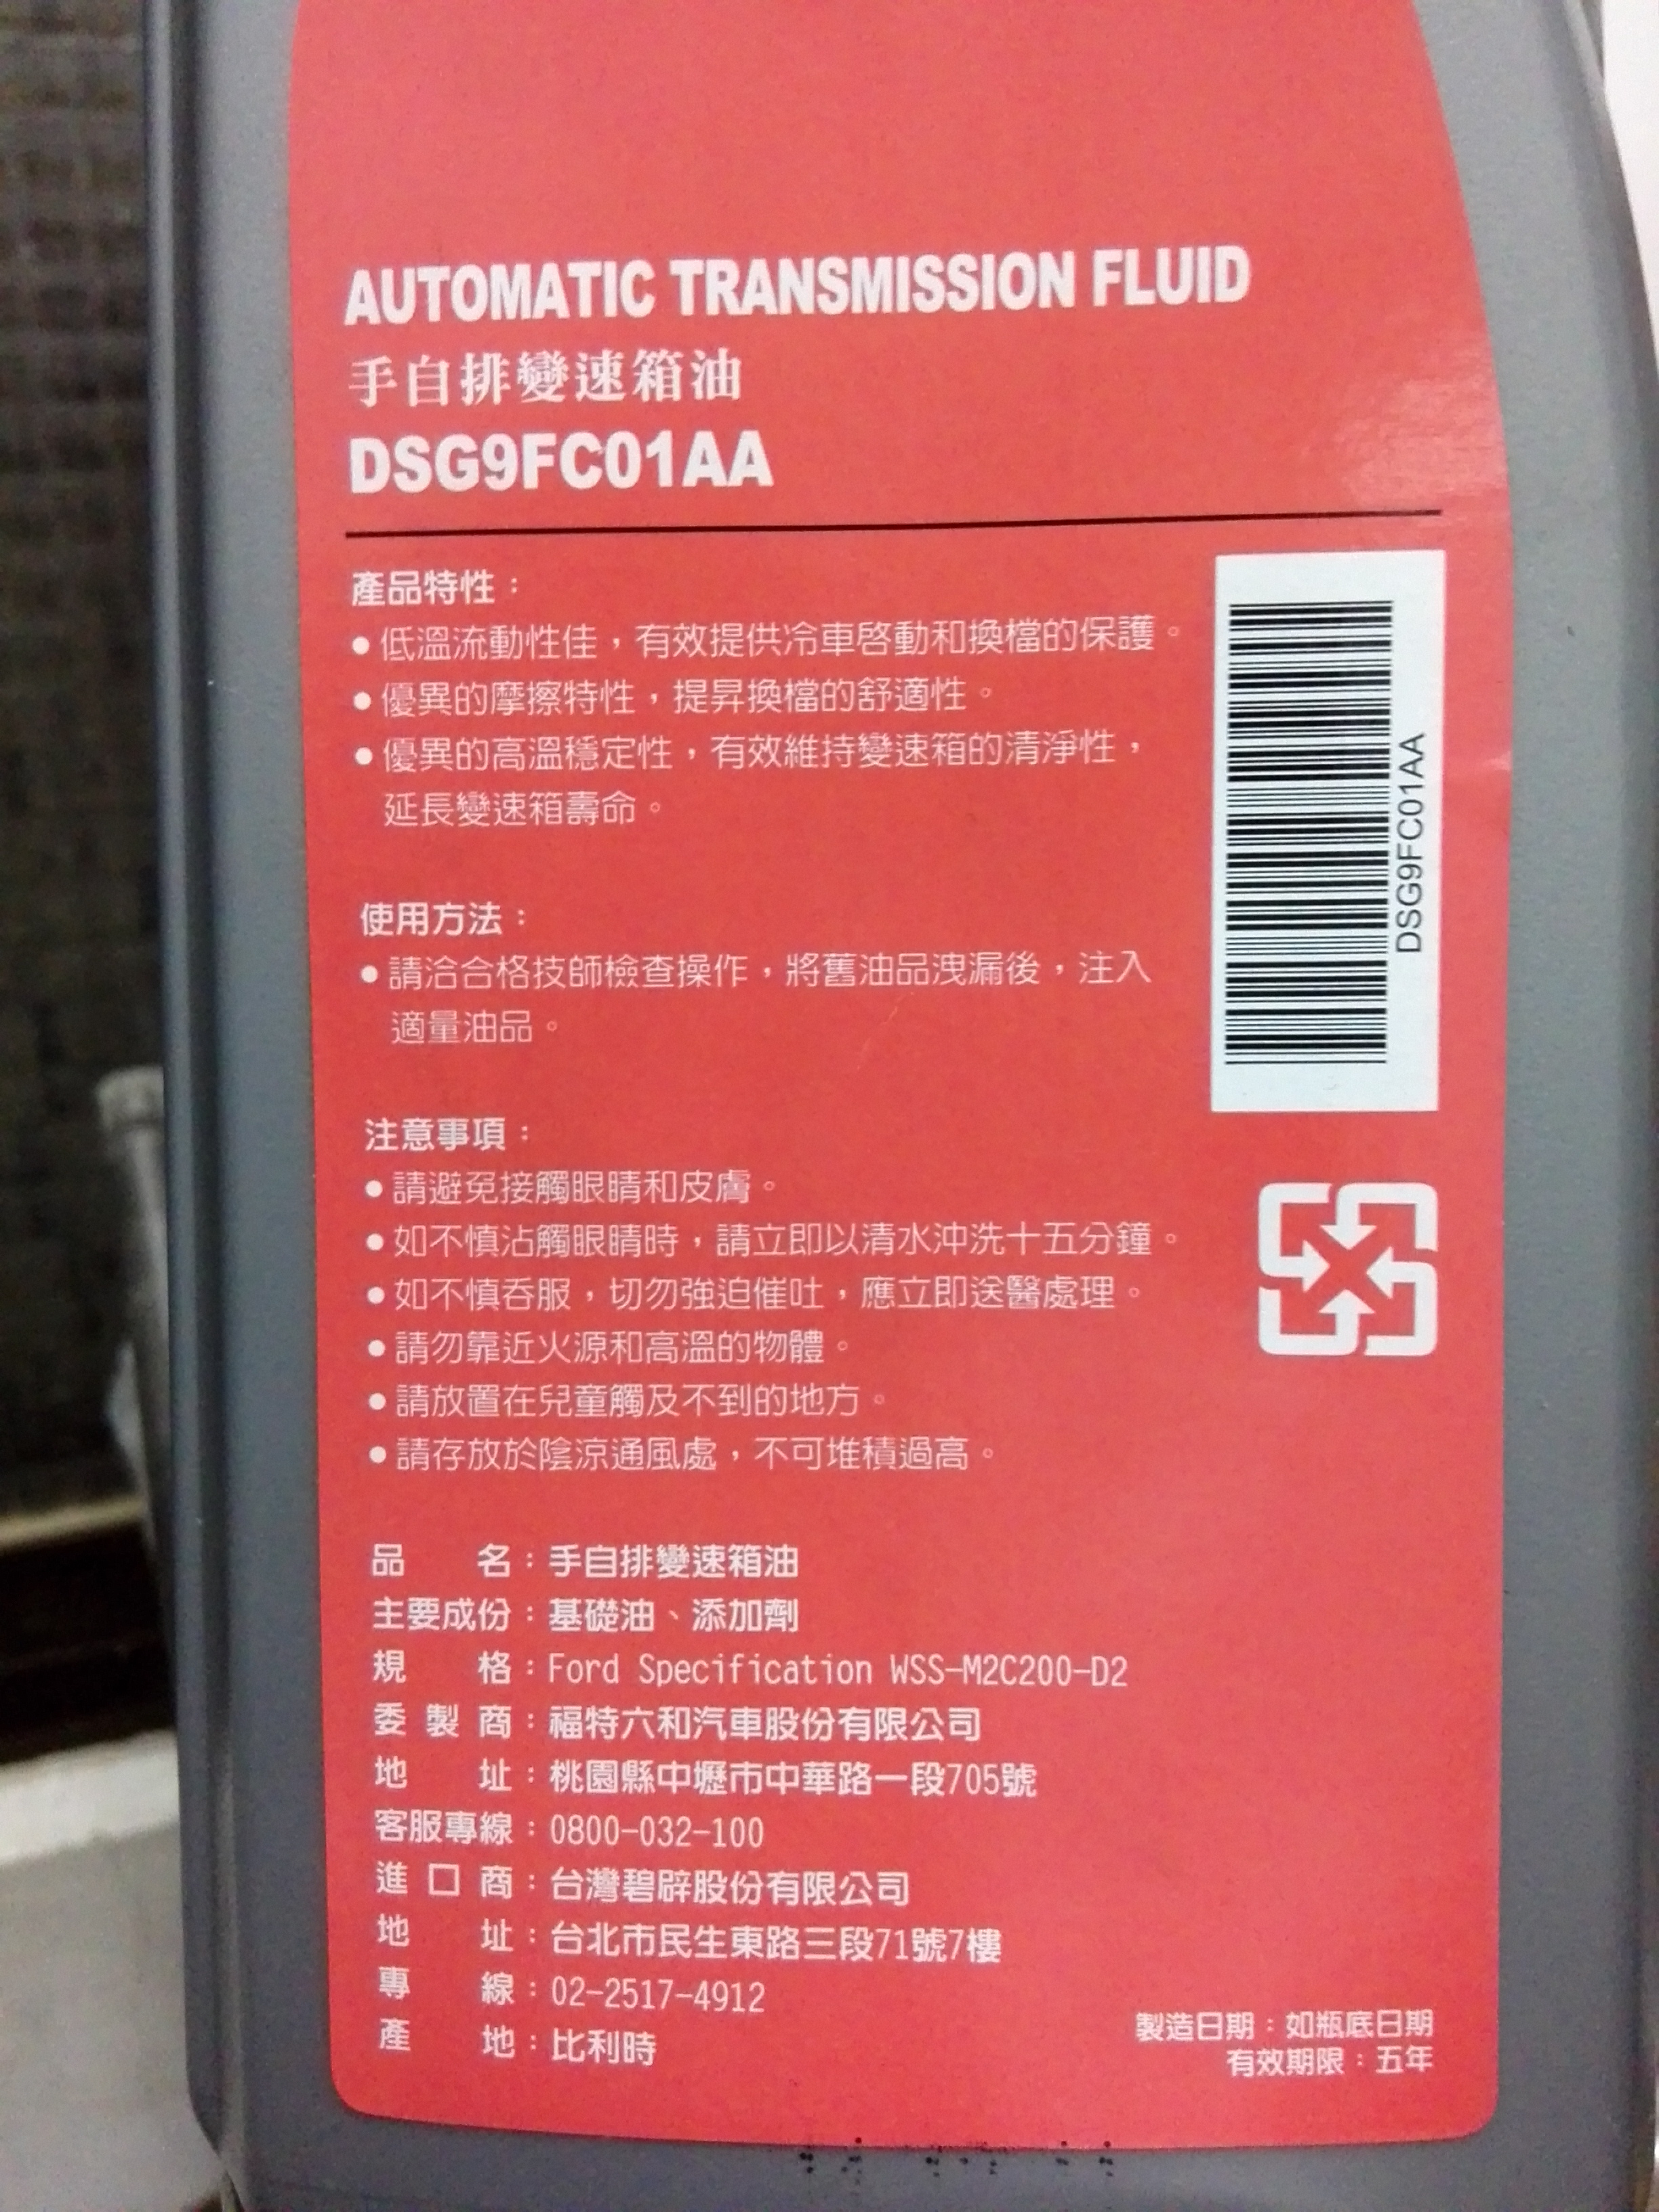 AUTOMATIC TRANSMISSION FLUID
手自排變速箱油
DSG9FC01AA
產品特性：
●低溫流動性佳，有效提供冷車啓動和換檔的保護。
●優異的摩擦特性，提昇換檔的舒適性。
●優異的高溫穩定性，有效維持變速箱的清淨性，
延長變速箱壽命。
DSG9FC01AA
使用方法：
●請洽合格技師檢查操作，將舊油品洩漏後，注入
適量油品。
注意事項：
●請避免接觸眼睛和皮膚。
●如不慎沾觸眼睛時，請立即以清水沖洗十五分鐘。
●如不慎吞服，切勿強迫催吐，應立即送醫處理。
●請勿靠近火源和高溫的物體。
●請放置在兒童觸及不到的地方。
●請存放於陰涼通風處，不可堆積過高。
品名：手自排變速箱油
主要成份：基礎油、添加劑
規格：Ford Specification WSS-M2C200-D2
委製商：福特六和汽車股份有限公司
地址：桃園縣中壢市中華路一段705號
客服專線：0800-032-100
進口商：台灣碧辟股份有限公司
地址：台北市民生東路三段71號7樓
專線：02-2517-4912
產地：比利時
製造日期：如瓶底日期
有效期限：五年